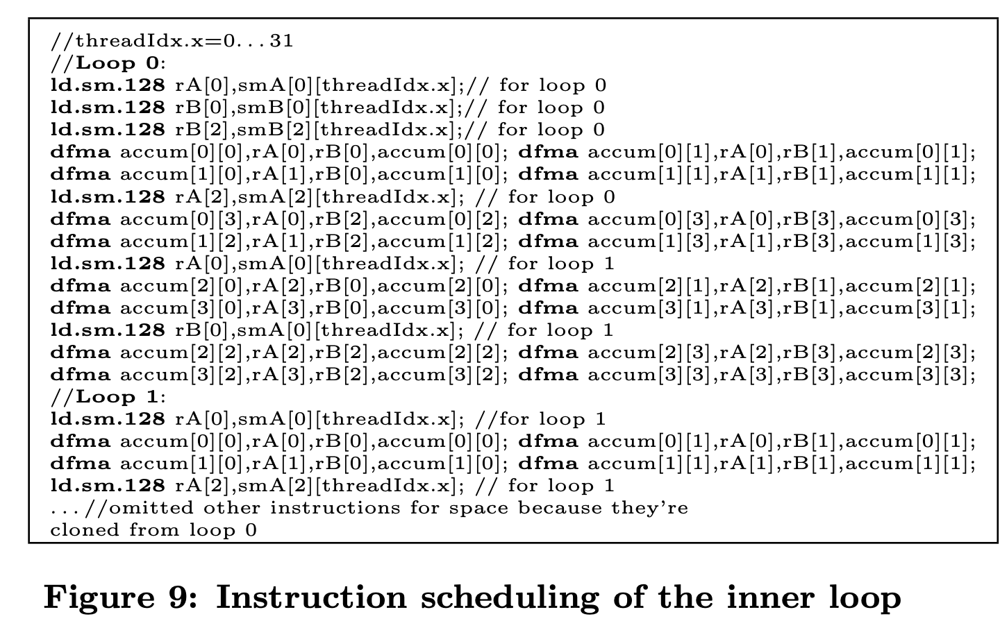 //threadIdx.x=0...31
//Loop 0:
ld.sm.128 rA[0],smA[0][threadIdx.x];// for loop 0
ld.sm.128 rB[0],smB[0][threadIdx.x];// for loop 0
ld.sm.128 rB[2],smB[2][threadIdx.x];// for loop 0
dfma accum[0][0],rA[0],rB[0],accum[0][0]; dfma accum[0][1],rA[0],rB[1],accum[0][1];
dfma accum[1][0],rA[1],rB[0],accum[1][0]; dfma accum[1][1],rA[1],rB[1],accum[1][1];
ld.sm.128 rA[2],smA[2][threadIdx.x]; // for loop 0
dfma accum[0][3],rA[0],rB[2],accum[0][2]; dfma accum[0][3],rA[0],rB[3],accum[0][3];
dfma accum[1][2],rA[1],rB[2],accum[1][2]; dfma accum[1][3],rA[1],rB[3],accum[1][3];
ld.sm.128 rA[0],smA[0][threadIdx.x]; // for loop 1
dfma accum[2][0],rA[2],rB[0],accum[2][0]; dfma accum[2][1],rA[2],rB[1],accum[2][1];
dfma accum[3][0],rA[3],rB[0],accum[3][0]; dfma accum[3][1],rA[3],rB[1],accum[3][1];
ld.sm.128 rB[0],smA[0][threadIdx.x]; // for loop 1
dfma accum[2][2],rA[2],rB[2],accum[2][2]; dfma accum[2][3],rA[2],rB[3],accum[2][3];
dfma accum[3][2],rA[3],rB[2],accum[3][2]; dfma accum[3][3],rA[3],rB[3],accum[3][3];
//Loop 1:
ld.sm.128 rA[0],smA[0][threadIdx.x]; //for loop 1
dfma accum[0][0],rA[0],rB[0],accum[0][0]; dfma accum[0][1],rA[0],rB[1],accum[0][1];
dfma accum[1][0],rA[1],rB[0],accum[1][0]; dfma accum[1][1],rA[1],rB[1],accum[1][1];
ld.sm.128 rA[2],smA[2][threadIdx.x]; // for loop 1
...//omitted other instructions for space because they're
cloned from loop 0
Figure 9: Instruction scheduling of the inner loop